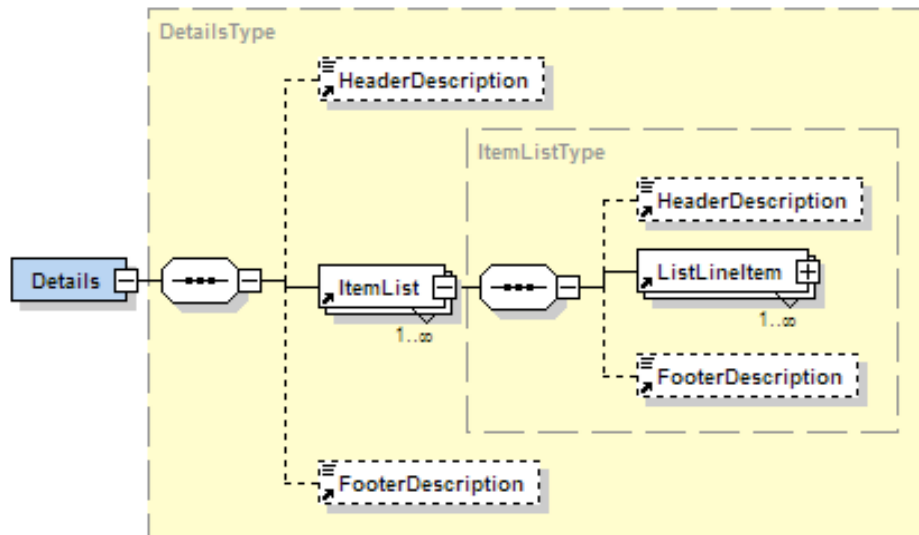 DetailsType
HeaderDescription
ItemListType
HeaderDescription
Details
ItemList
ListLineItem
1..∞
1..∞
FooterDescription
FooterDescription